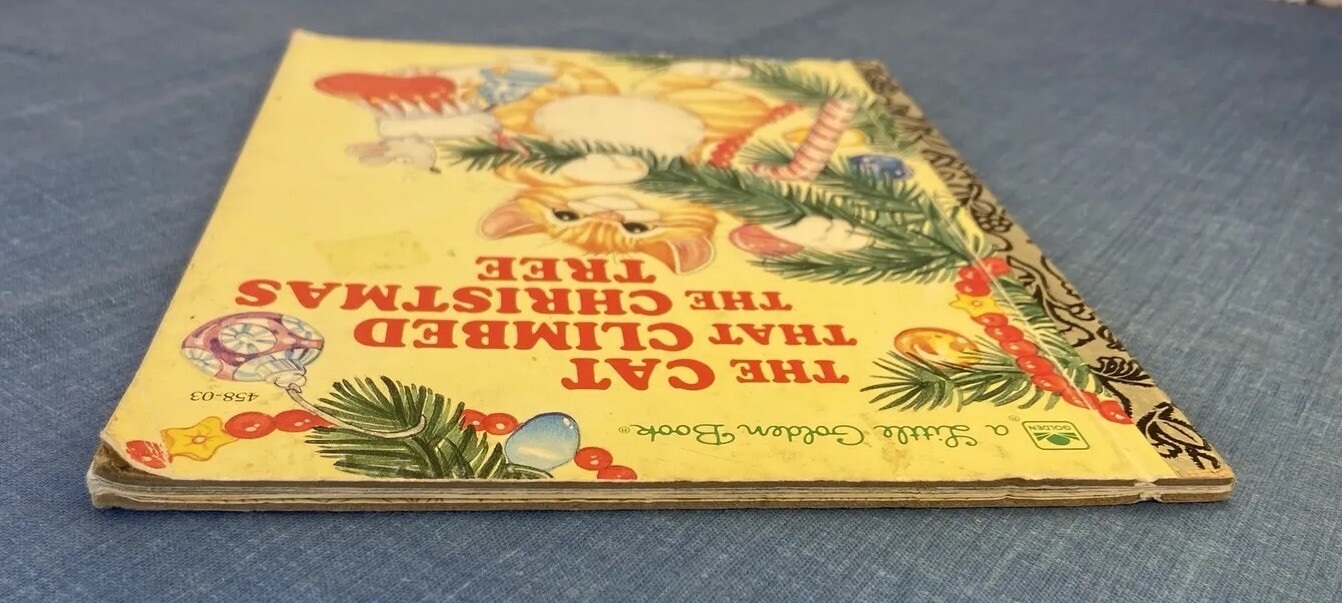 GOLDEN
a Little Golden Book®
458-03
THE CAT
THAT CLIMBED
THE CHRISTMAS
TREE